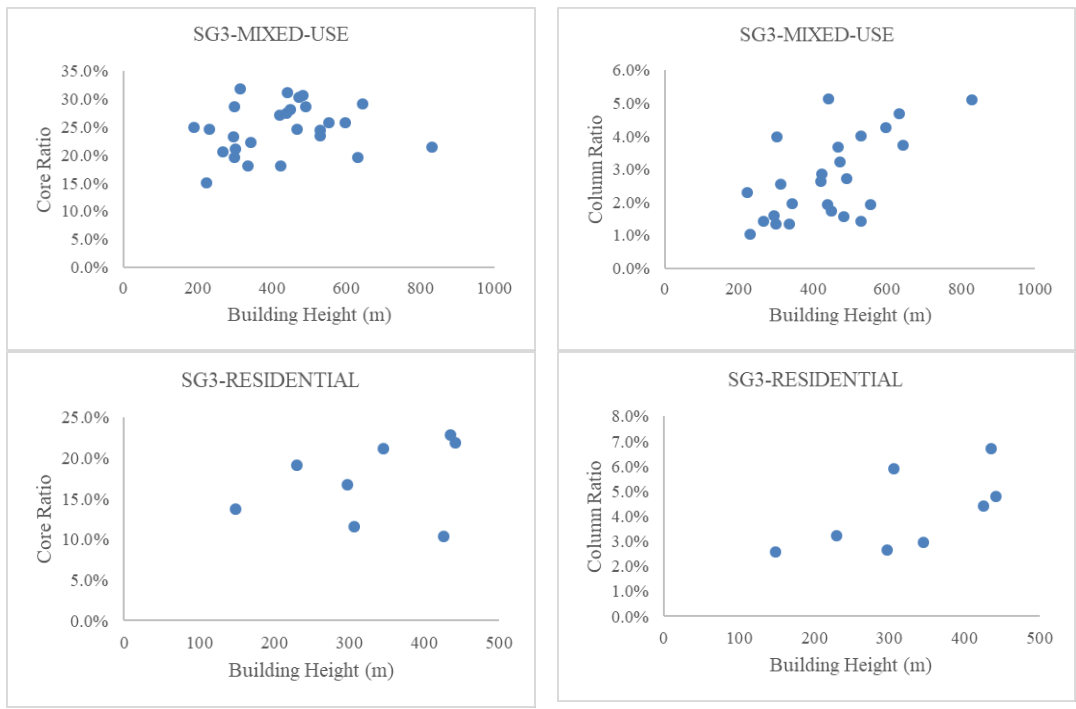 SG3-MIXED-USE
Core Ratio
35.0%
30.0%
25.0%
20.0%
15.0%
10.0%
5.0%
0.0%
0 200 400 600 800 1000
Building Height (m)
SG3-MIXED-USE
Column Ratio
6.0%
5.0%
4.0%
3.0%
2.0%
1.0%
0.0%
0 200 400 600 800 1000
Building Height (m)
SG3-RESIDENTIAL
Core Ratio
25.0%
20.0%
15.0%
10.0%
5.0%
0.0%
0 100 200 300 400 500
Building Height (m)
SG3-RESIDENTIAL
Column Ratio
8.0%
7.0%
6.0%
5.0%
4.0%
3.0%
2.0%
1.0%
0.0%
0 100 200 300 400 500
Building Height (m)